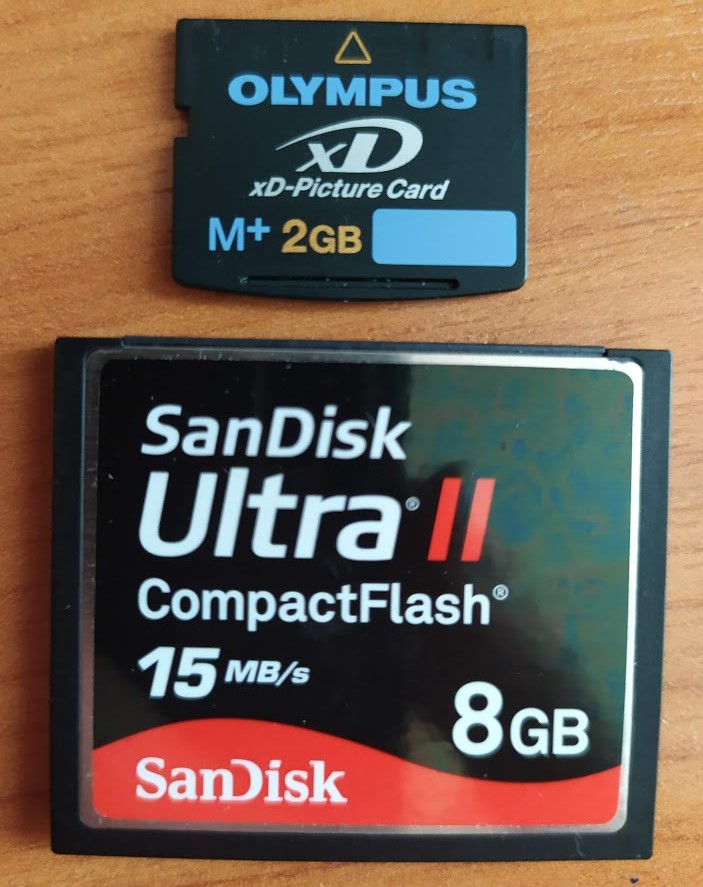 OLYMPUS
xD
xD-Picture Card
M+ 2GB
SanDisk
Ultra® II
CompactFlash®
15 MB/s
8GB
SanDisk